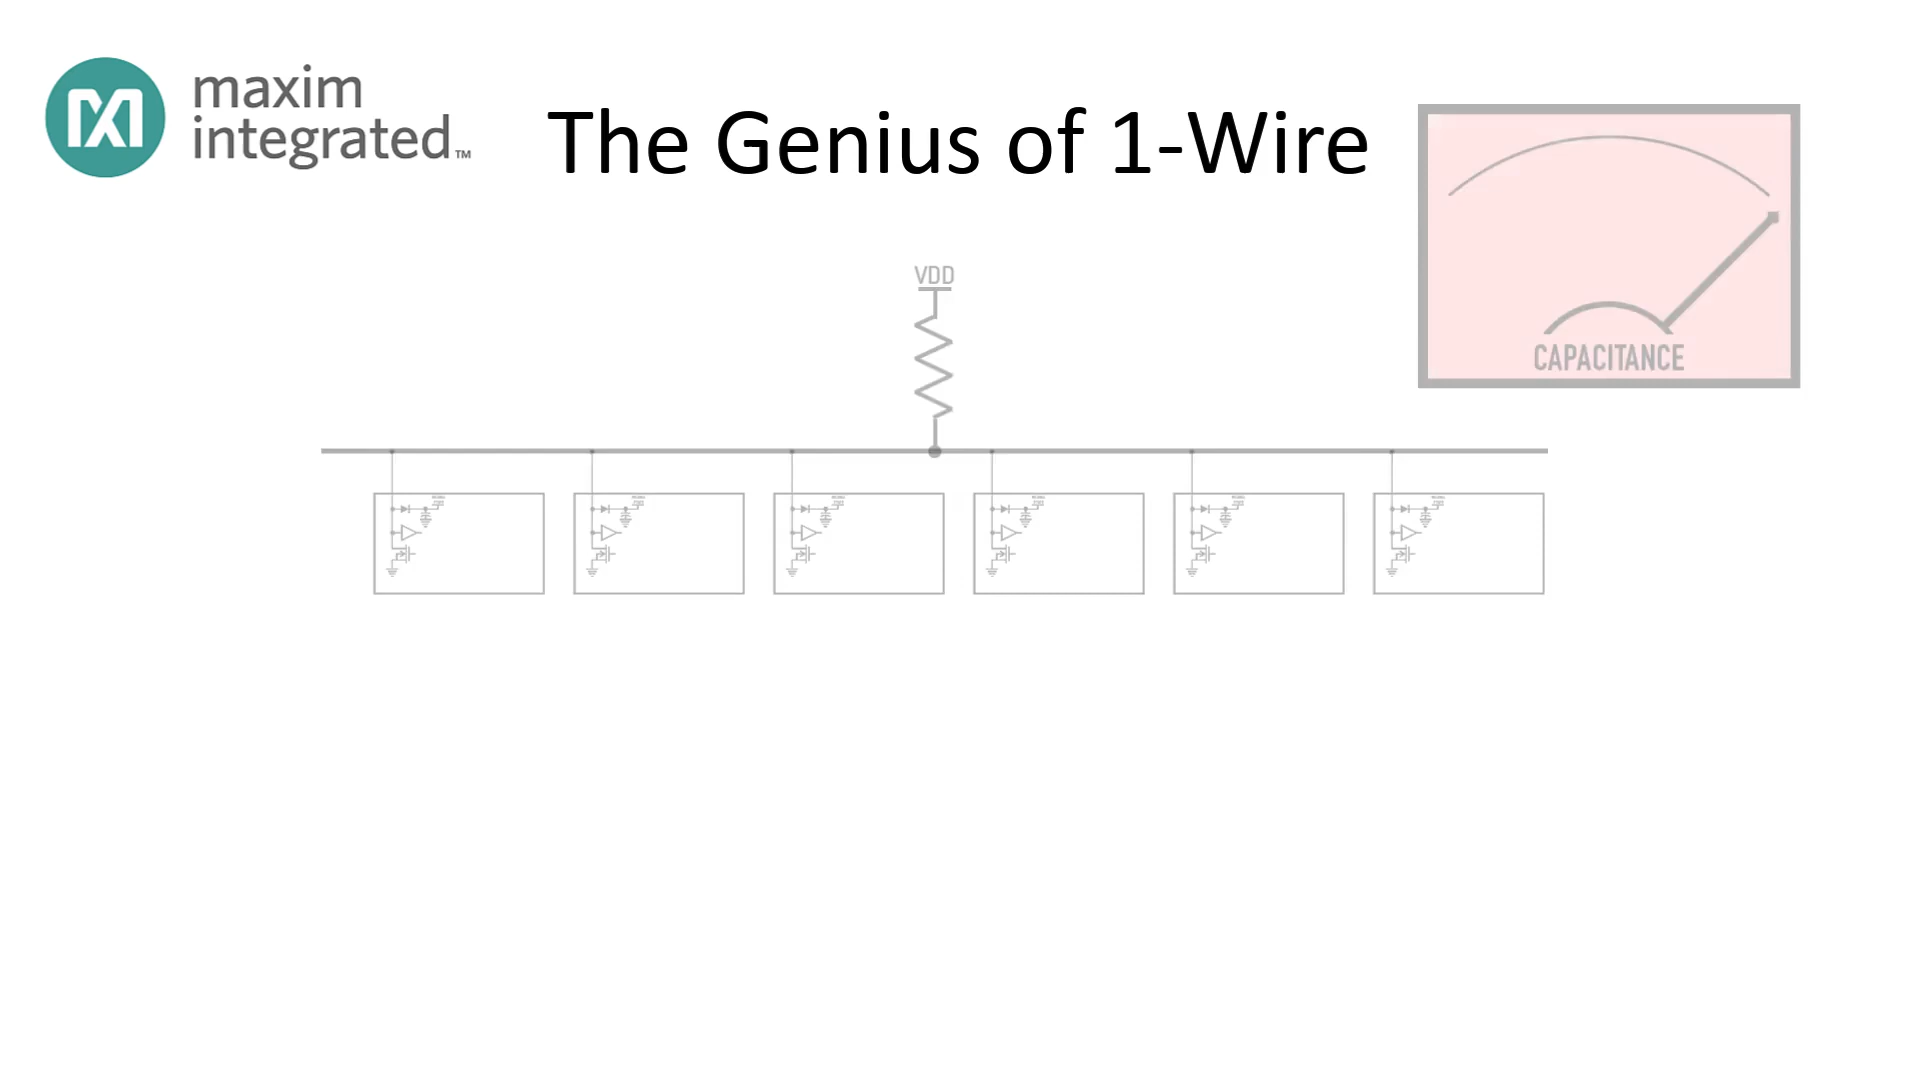 maxim
integrated™
The Genius of 1-Wire
VDD
CAPACITANCE